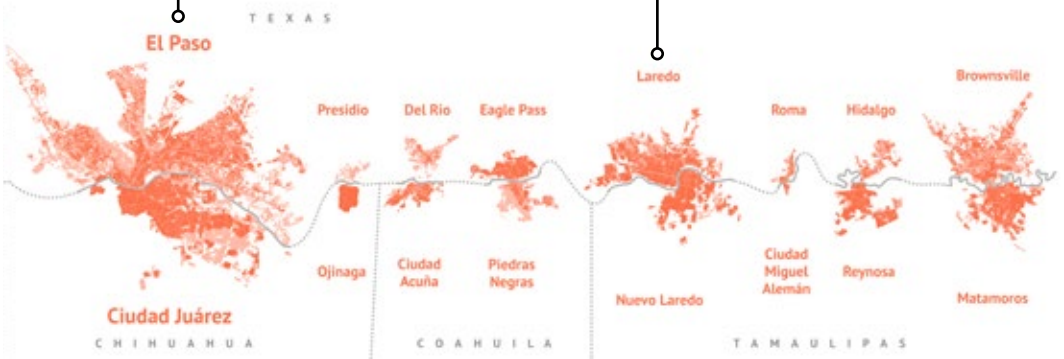 TEXAS
El Paso
Laredo
Brownsville
Presidio
Del Rio
Eagle Pass
Roma
Hidalgo
Ojinaga
Ciudad
Acuña
Piedras
Negras
Nuevo Laredo
Ciudad
Miguel
Alemán
Reynosa
Matamoros
Ciudad Juárez
CHIHUAHUA
COAHUILA
TAMAULIPAS